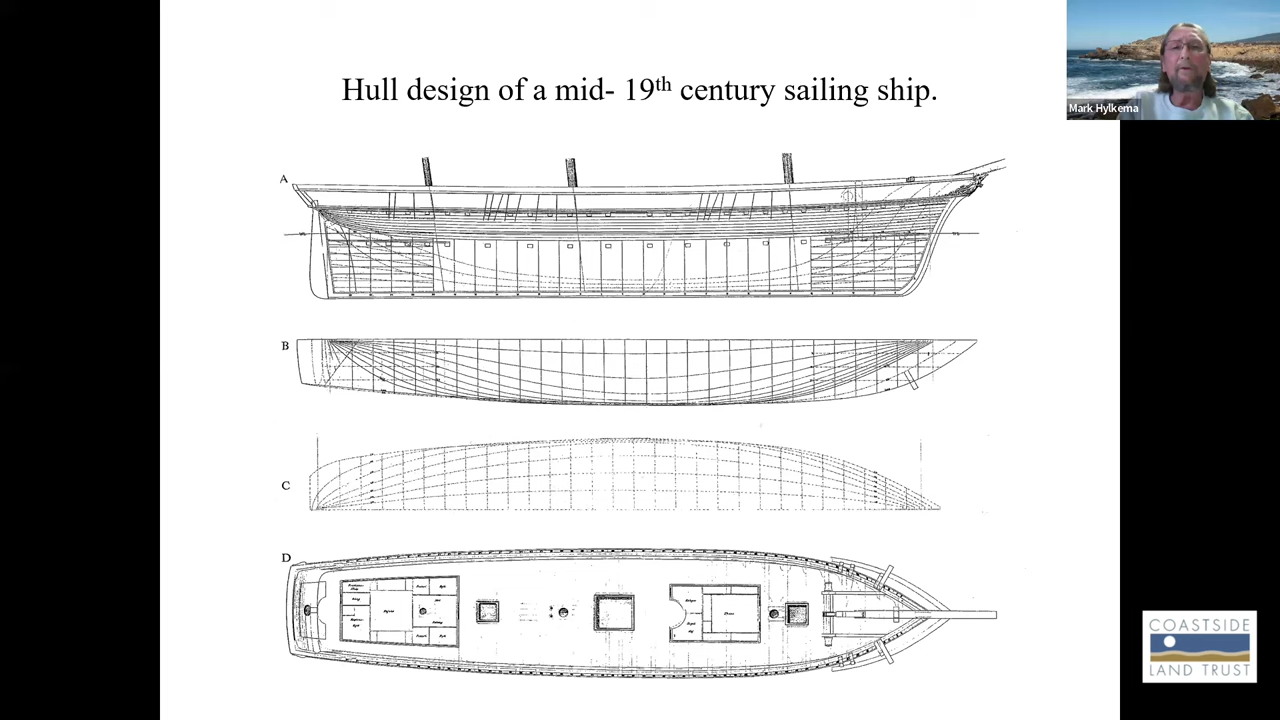 Hull design of a mid- 19th century sailing ship.
Mark Hylkema
A
B
C
D
COASTSIDE
LAND TRUST